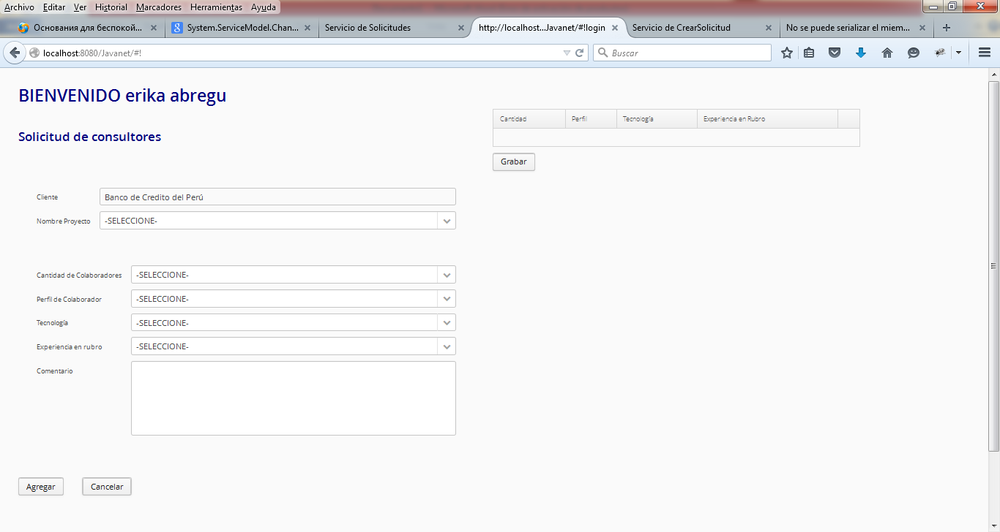 Archivo Editar Ver Historial Marcadores Herramientas Ayuda
Основания для беспокой... System.ServiceModel.Chan... Servicio de Solicitudes http://localhost...Javanet/#!login Servicio de CrearSolicitud No se puede serializar el miem...
localhost:8080/Javanet/#! Buscar
BIENVENIDO erika abregu
Cantidad Perfil Tecnología Experiencia en Rubro
Solicitud de consultores
Grabar
Cliente Banco de Credito del Perú
Nombre Proyecto -SELECCIONE-
Cantidad de Colaboradores -SELECCIONE-
Perfil de Colaborador -SELECCIONE-
Tecnología -SELECCIONE-
Experiencia en rubro -SELECCIONE-
Comentario
Agregar Cancelar